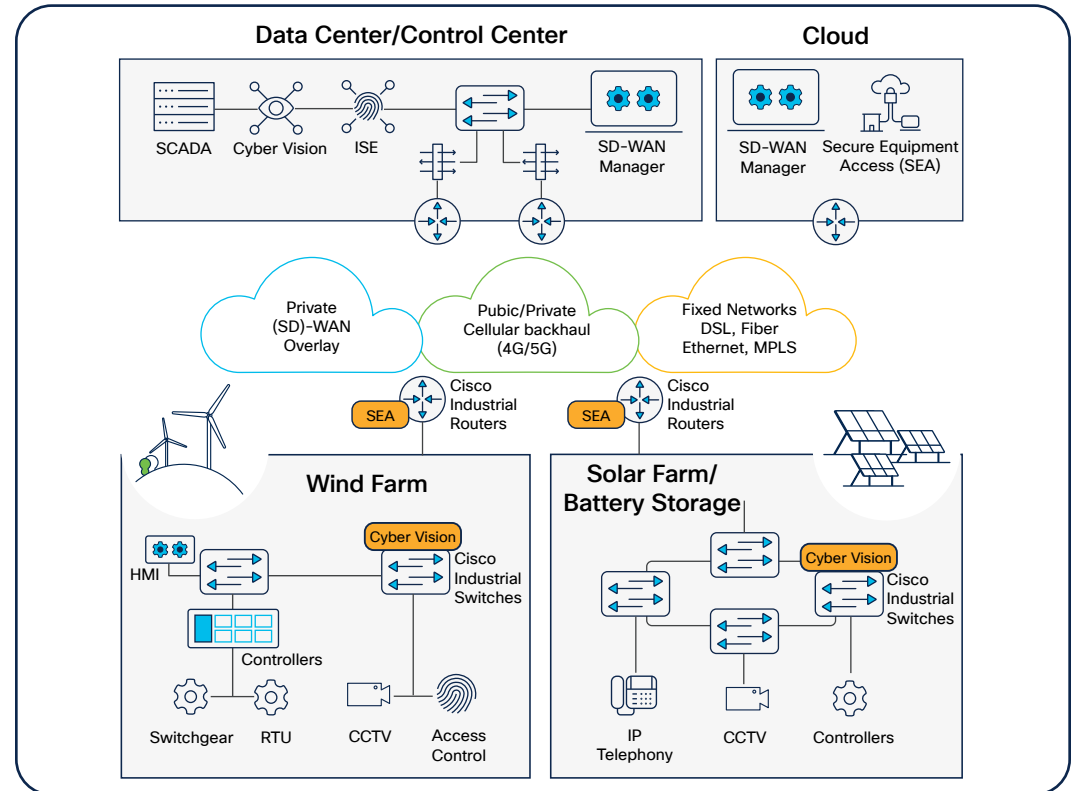 Data Center/Control Center
Cloud
SCADA
Cyber Vision
ISE
SD-WAN
Manager
SD-WAN
Manager
Secure Equipment
Access (SEA)
Private
(SD)-WAN
Overlay
Pubic/Private
Cellular backhaul
(4G/5G)
Fixed Networks
DSL, Fiber
Ethernet, MPLS
SEA
Cisco
Industrial
Routers
SEA
Cisco
Industrial
Routers
Wind Farm
HMI
Cyber Vision
Cisco
Industrial
Switches
Controllers
Switchgear
RTU
CCTV
Access
Control
Solar Farm/
Battery Storage
Cyber Vision
Cisco
Industrial
Switches
IP
Telephony
CCTV
Controllers